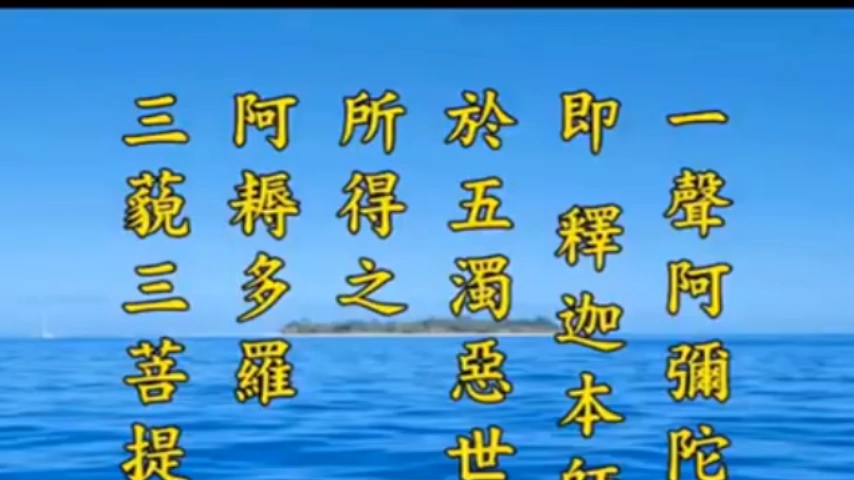 一聲阿彌陀
即 釋迦本師
於五濁惡世
所得之
阿耨多羅
三藐三菩提